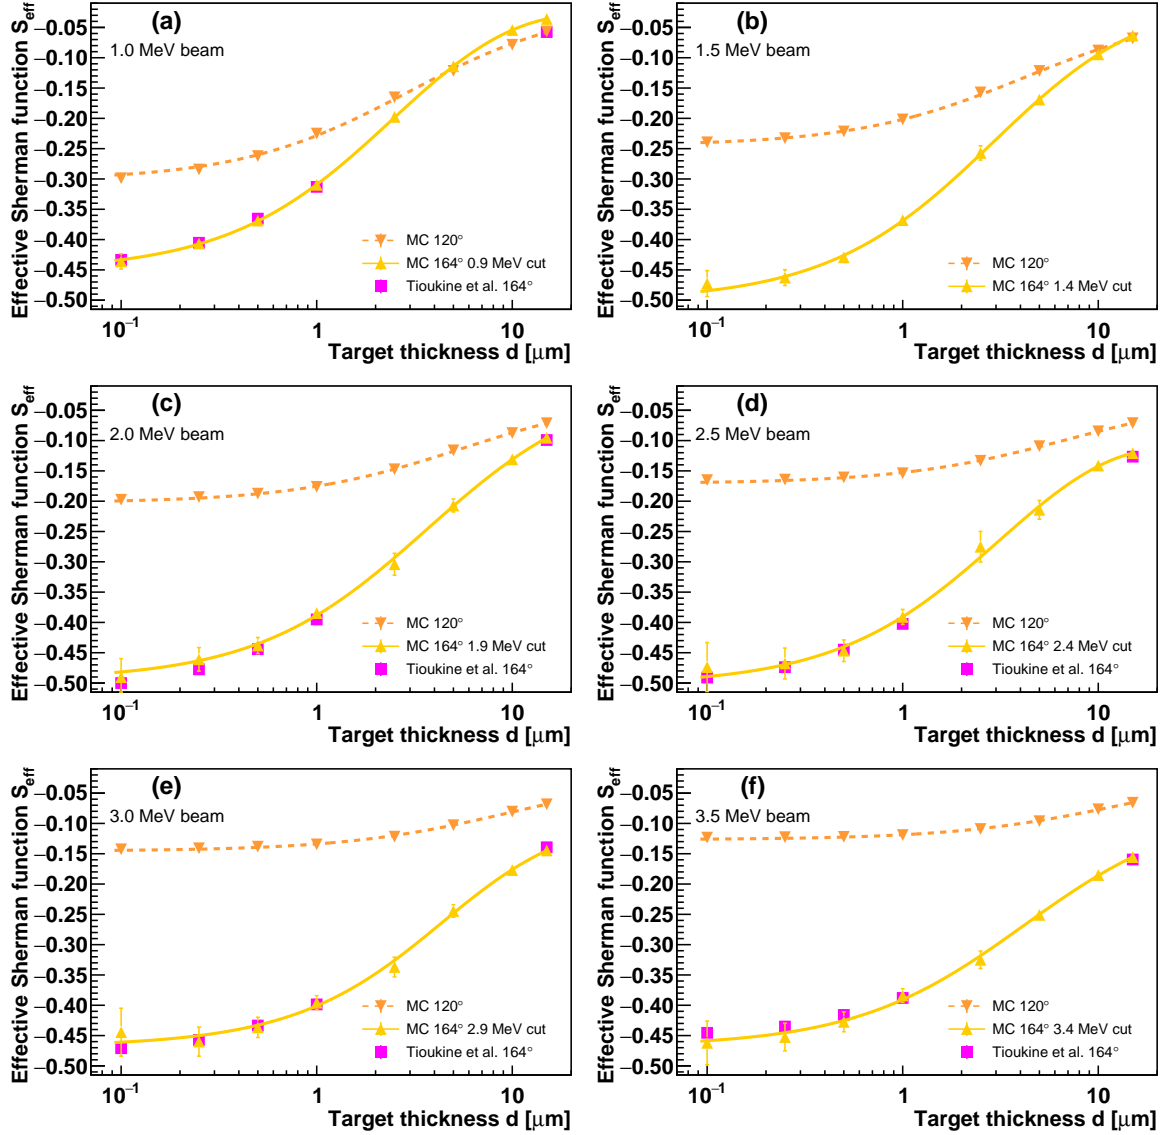 (a)
1.0 MeV beam
Effective Sherman function S_eff
−0.05
−0.10
−0.15
−0.20
−0.25
−0.30
−0.35
−0.40
−0.45
−0.50
MC 120°
MC 164° 0.9 MeV cut
Tioukine et al. 164°
10⁻¹ 1 10
Target thickness d [μm]
(b)
1.5 MeV beam
Effective Sherman function S_eff
−0.05
−0.10
−0.15
−0.20
−0.25
−0.30
−0.35
−0.40
−0.45
−0.50
MC 120°
MC 164° 1.4 MeV cut
10⁻¹ 1 10
Target thickness d [μm]
(c)
2.0 MeV beam
Effective Sherman function S_eff
−0.05
−0.10
−0.15
−0.20
−0.25
−0.30
−0.35
−0.40
−0.45
−0.50
MC 120°
MC 164° 1.9 MeV cut
Tioukine et al. 164°
10⁻¹ 1 10
Target thickness d [μm]
(d)
2.5 MeV beam
Effective Sherman function S_eff
−0.05
−0.10
−0.15
−0.20
−0.25
−0.30
−0.35
−0.40
−0.45
−0.50
MC 120°
MC 164° 2.4 MeV cut
Tioukine et al. 164°
10⁻¹ 1 10
Target thickness d [μm]
(e)
3.0 MeV beam
Effective Sherman function S_eff
−0.05
−0.10
−0.15
−0.20
−0.25
−0.30
−0.35
−0.40
−0.45
−0.50
MC 120°
MC 164° 2.9 MeV cut
Tioukine et al. 164°
10⁻¹ 1 10
Target thickness d [μm]
(f)
3.5 MeV beam
Effective Sherman function S_eff
−0.05
−0.10
−0.15
−0.20
−0.25
−0.30
−0.35
−0.40
−0.45
−0.50
MC 120°
MC 164° 3.4 MeV cut
Tioukine et al. 164°
10⁻¹ 1 10
Target thickness d [μm]